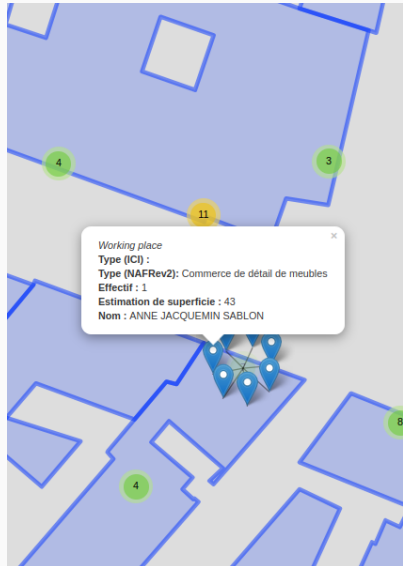 4
3
11
×
Working place
Type (ICI) :
Type (NAFRev2): Commerce de détail de meubles
Effectif : 1
Estimation de superficie : 43
Nom : ANNE JACQUEMIN SABLON
8
4